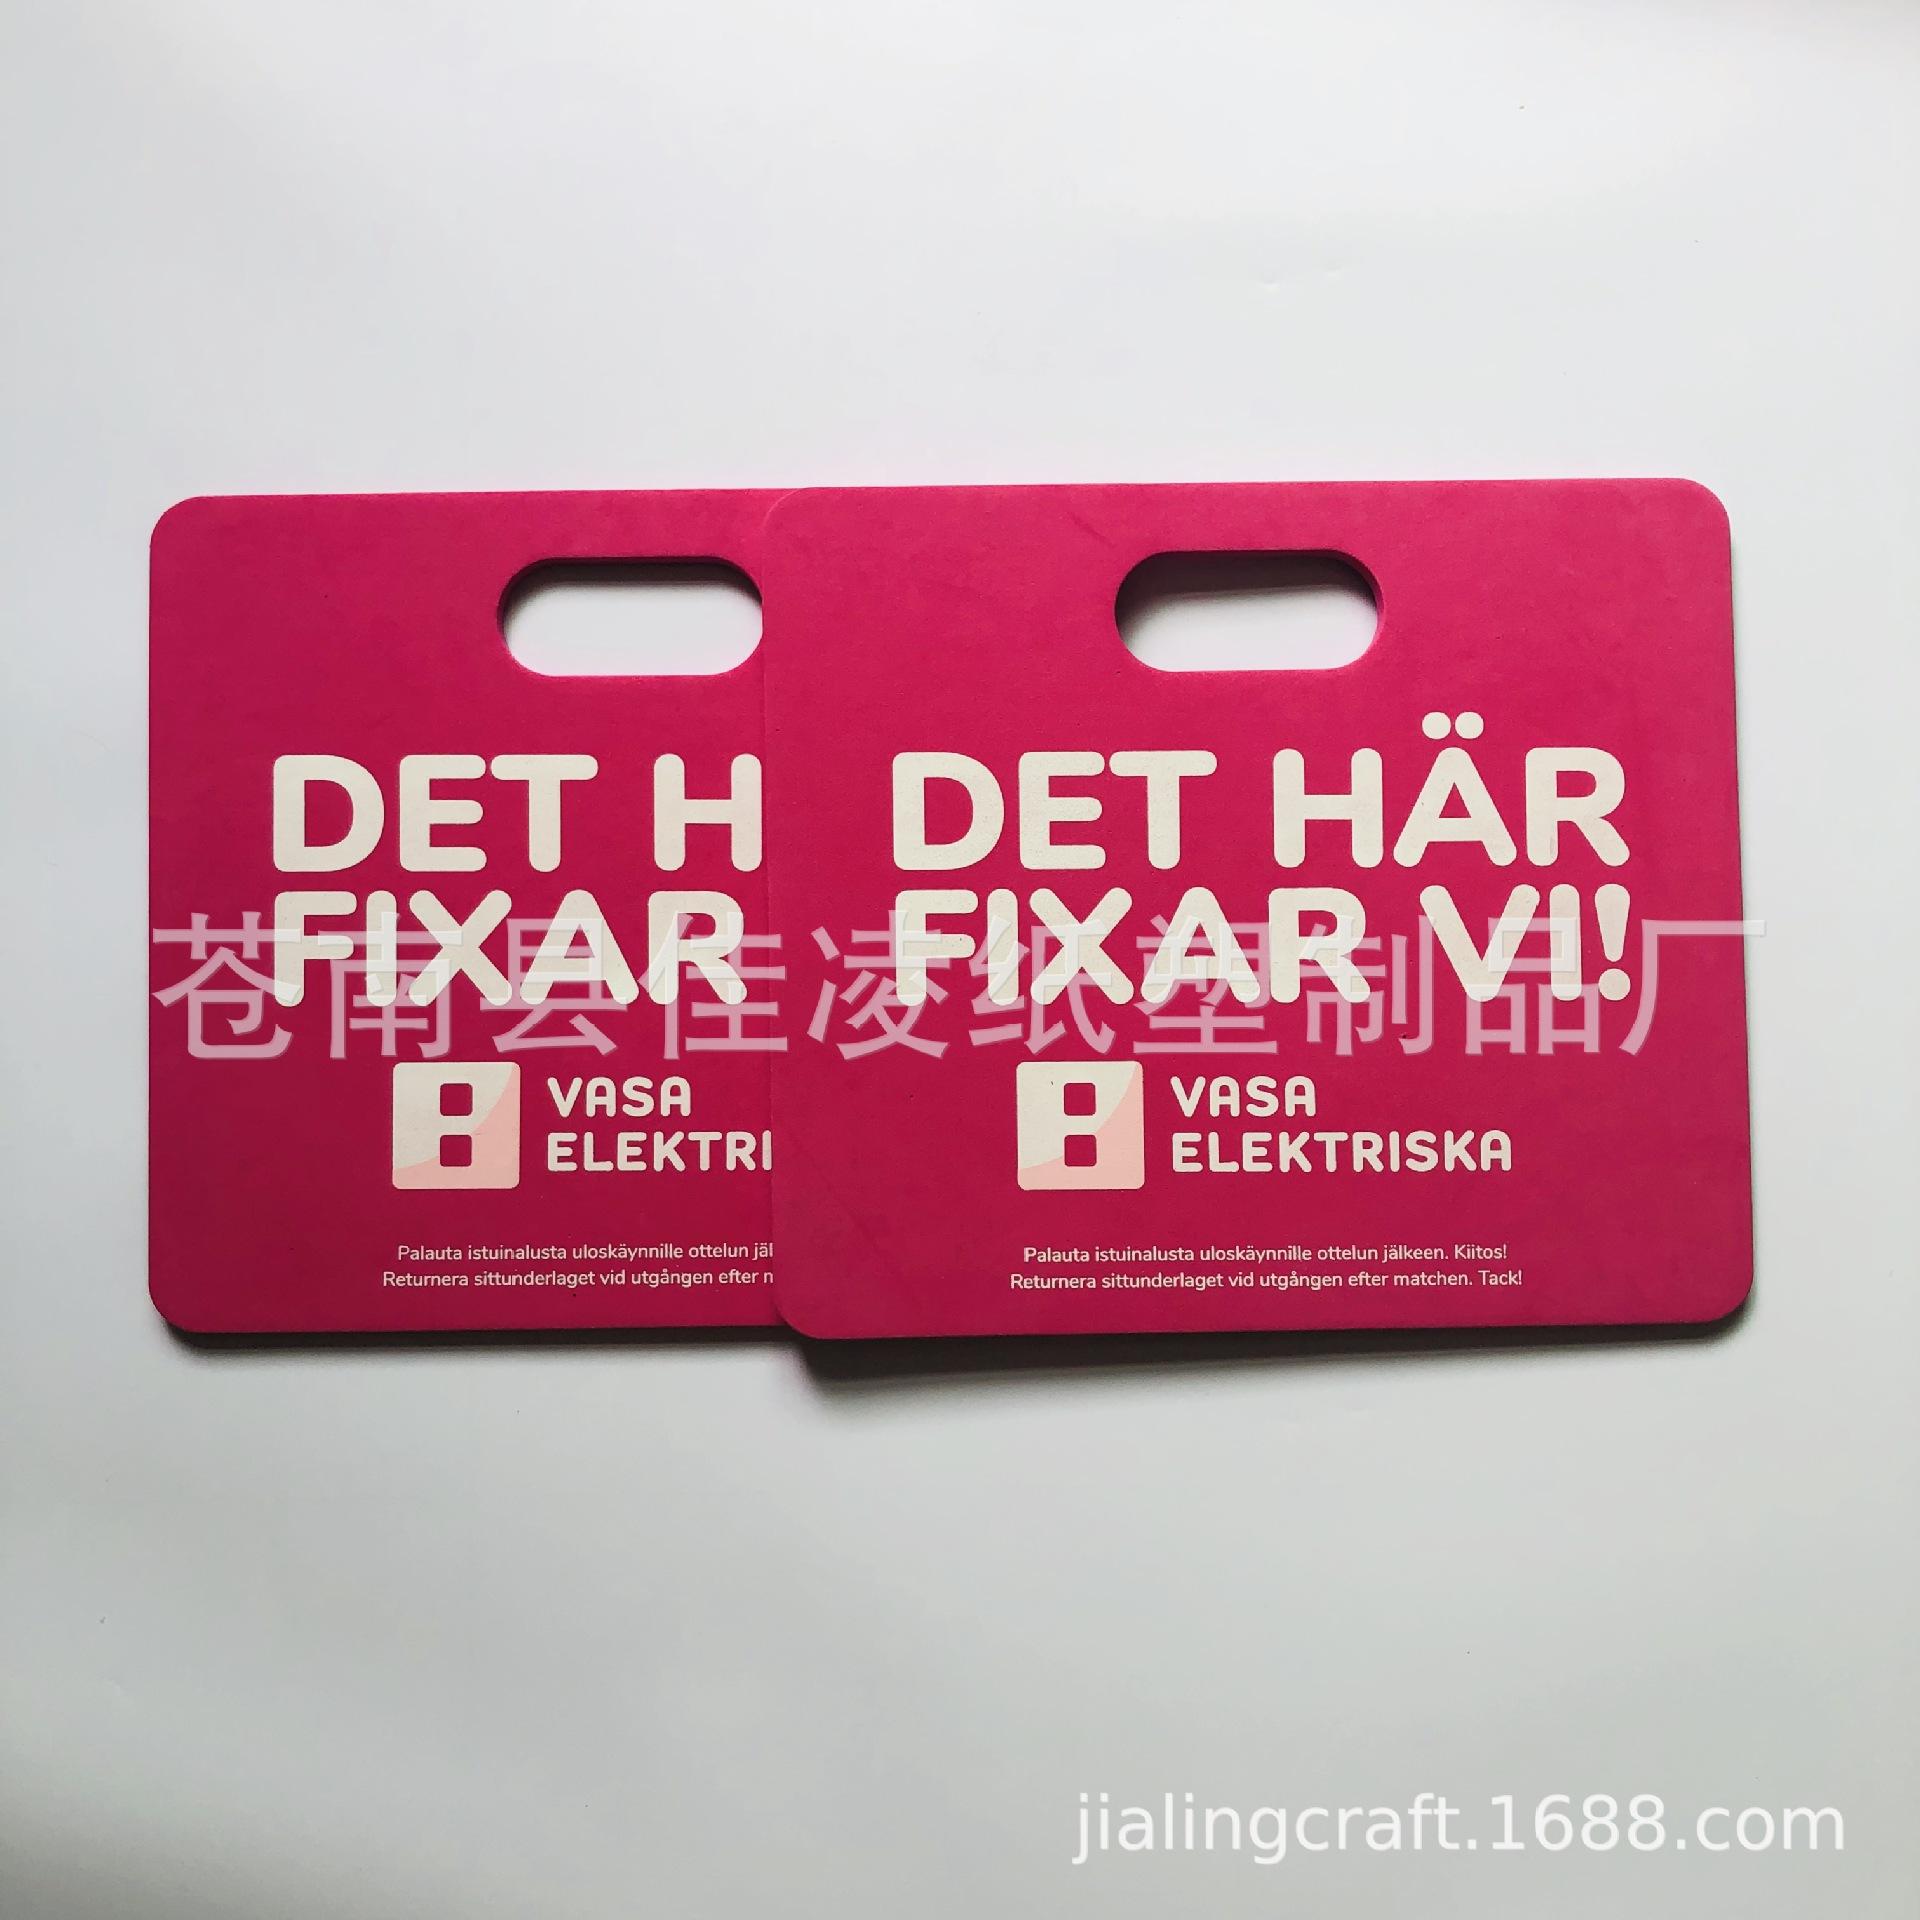 DET H
FIXAR
VASA
ELEKTRI
Palauta istuinalusta uloskäynnille ottelun jäl
Returnera sittunderlaget vid utgången efter m
DET HÄR
FIXAR VI!
VASA
ELEKTRISKA
Palauta istuinalusta uloskäynnille ottelun jälkeen. Kiitos!
Returnera sittunderlaget vid utgången efter matchen. Tack!
苍南县佳凌纸塑制品厂
jialingcraft.1688.com